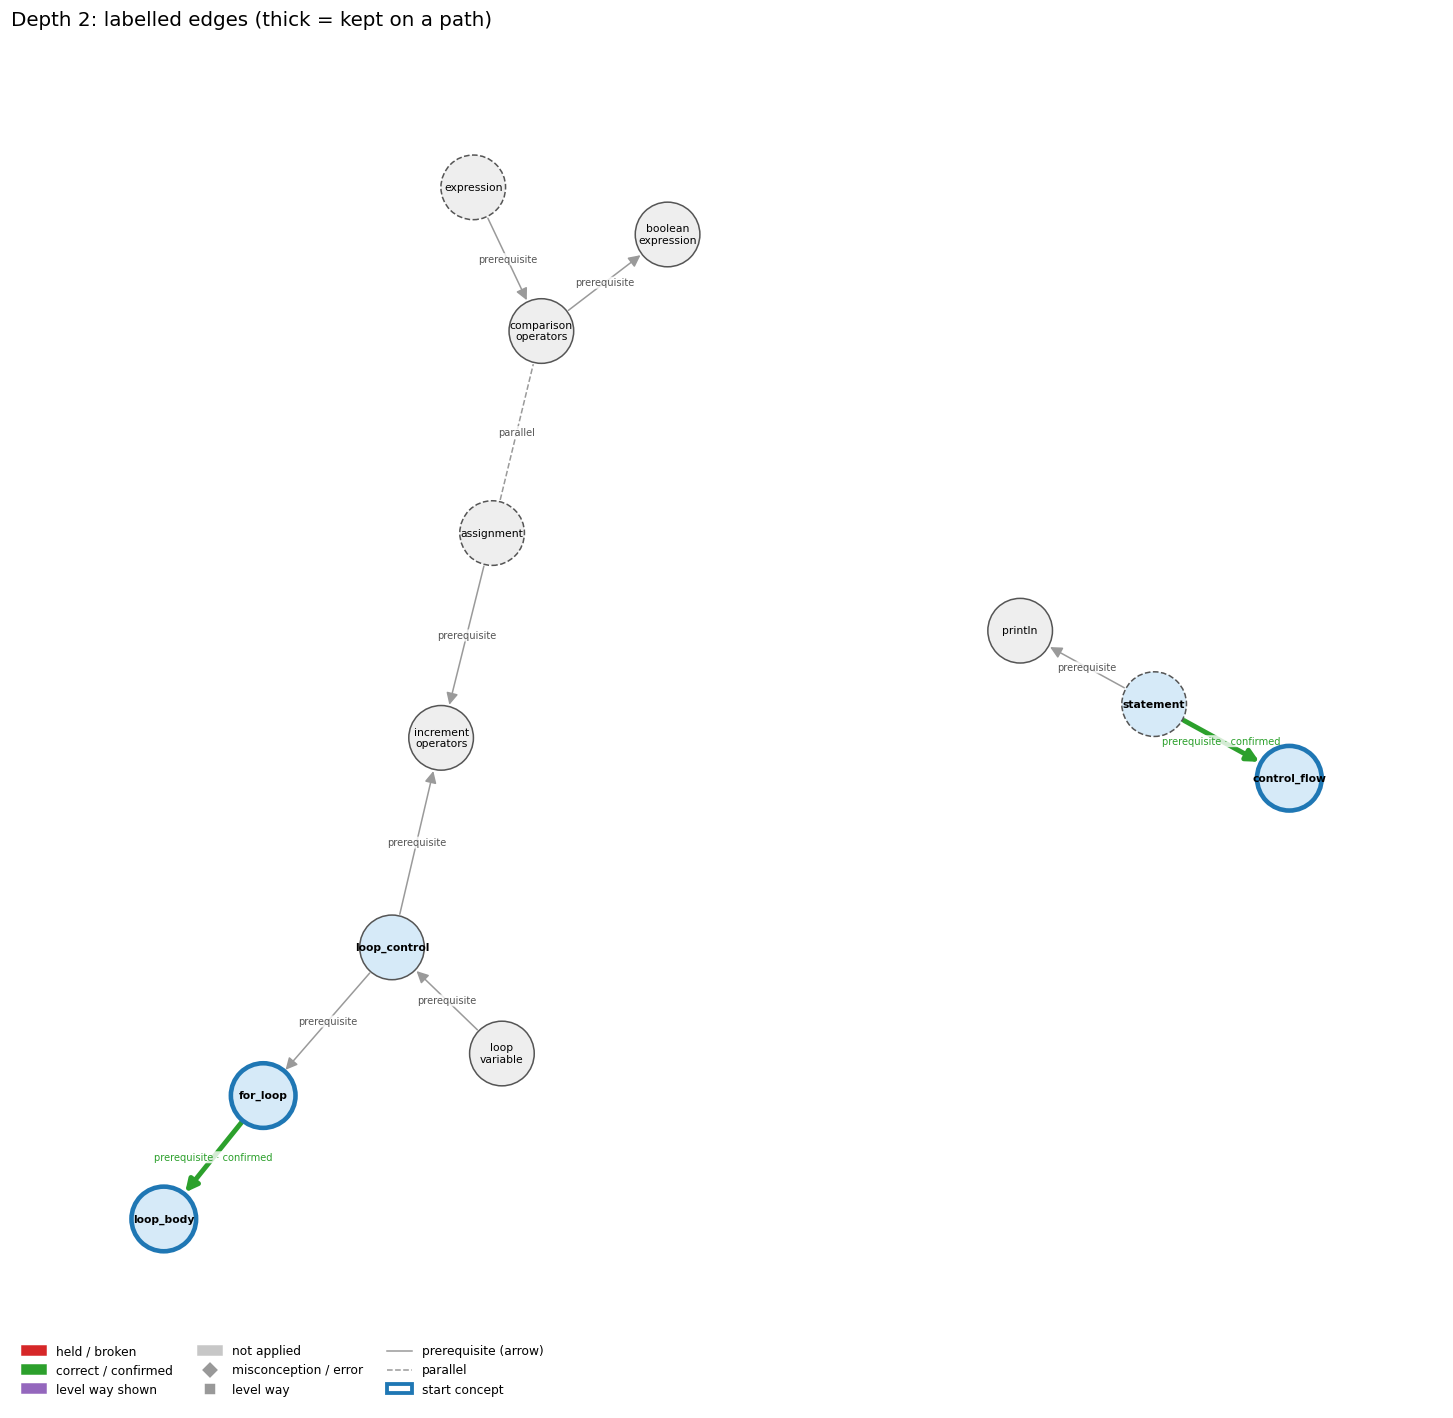 Depth 2: labelled edges (thick = kept on a path)
expression
boolean
expression
prerequisite
prerequisite
comparison
operators
parallel
assignment
println
prerequisite
prerequisite
statement
increment
operators
prerequisite - confirmed
control_flow
prerequisite
loop_control
prerequisite
prerequisite
loop
variable
for_loop
prerequisite - confirmed
loop_body
held / broken
correct / confirmed
level way shown
not applied
misconception / error
level way
prerequisite (arrow)
parallel
start concept